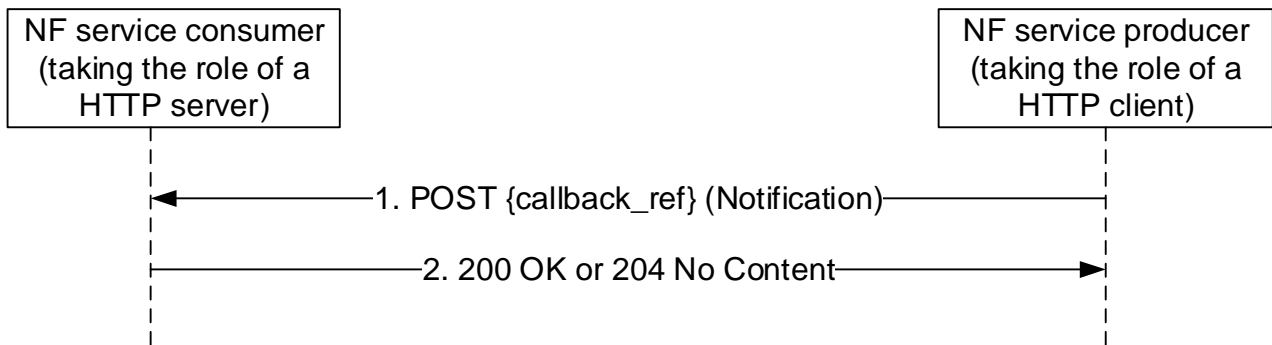 NF service consumer
(taking the role of a
HTTP server)
NF service producer
(taking the role of a
HTTP client)
1. POST {callback_ref} (Notification)
2. 200 OK or 204 No Content